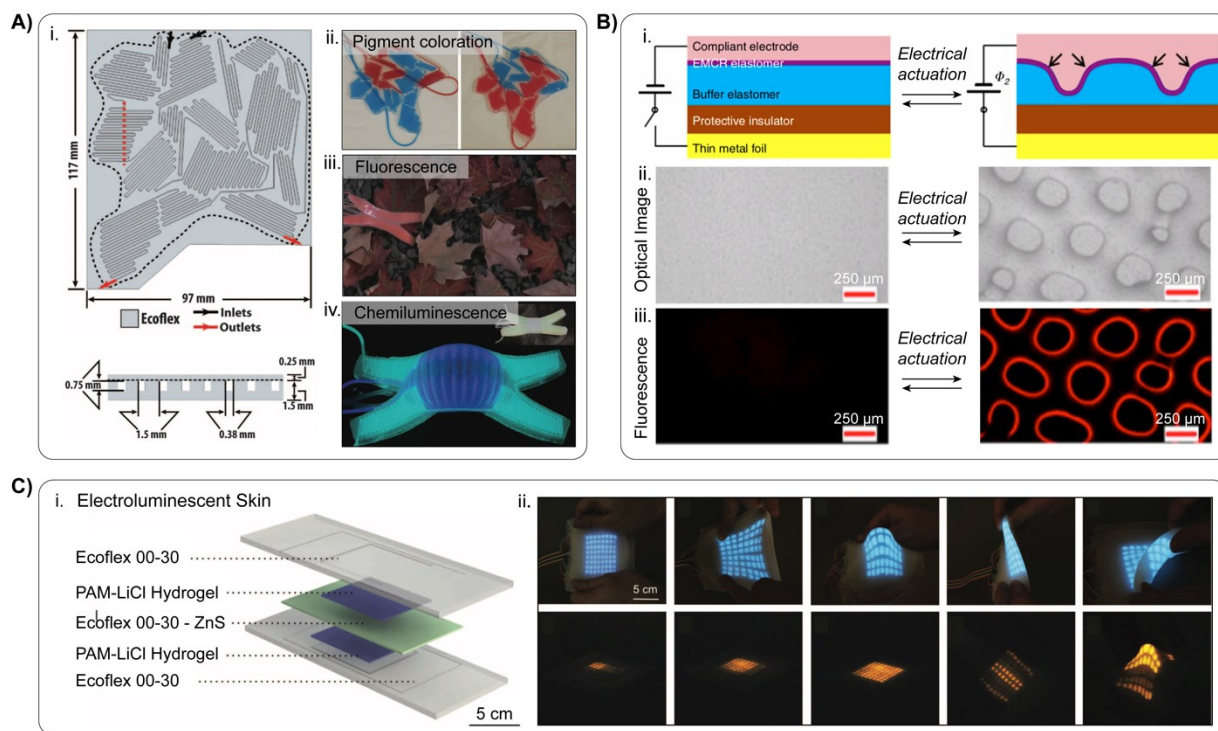 A)
i.
117 mm
97 mm
Ecoflex
Inlets
Outlets
0.25 mm
0.75 mm
1.5 mm
1.5 mm
0.38 mm
ii.
Pigment coloration
iii.
Fluorescence
iv.
Chemiluminescence
B)
i.
Compliant electrode
EMCR elastomer
Buffer elastomer
Protective insulator
Thin metal foil
Electrical
actuation
Φ2
ii.
Optical Image
250 µm
Electrical
actuation
250 µm
iii.
Fluorescence
250 µm
Electrical
actuation
250 µm
C)
i. Electroluminescent Skin
Ecoflex 00-30
PAM-LiCl Hydrogel
Ecoflex 00-30 - ZnS
PAM-LiCl Hydrogel
Ecoflex 00-30
5 cm
ii.
5 cm